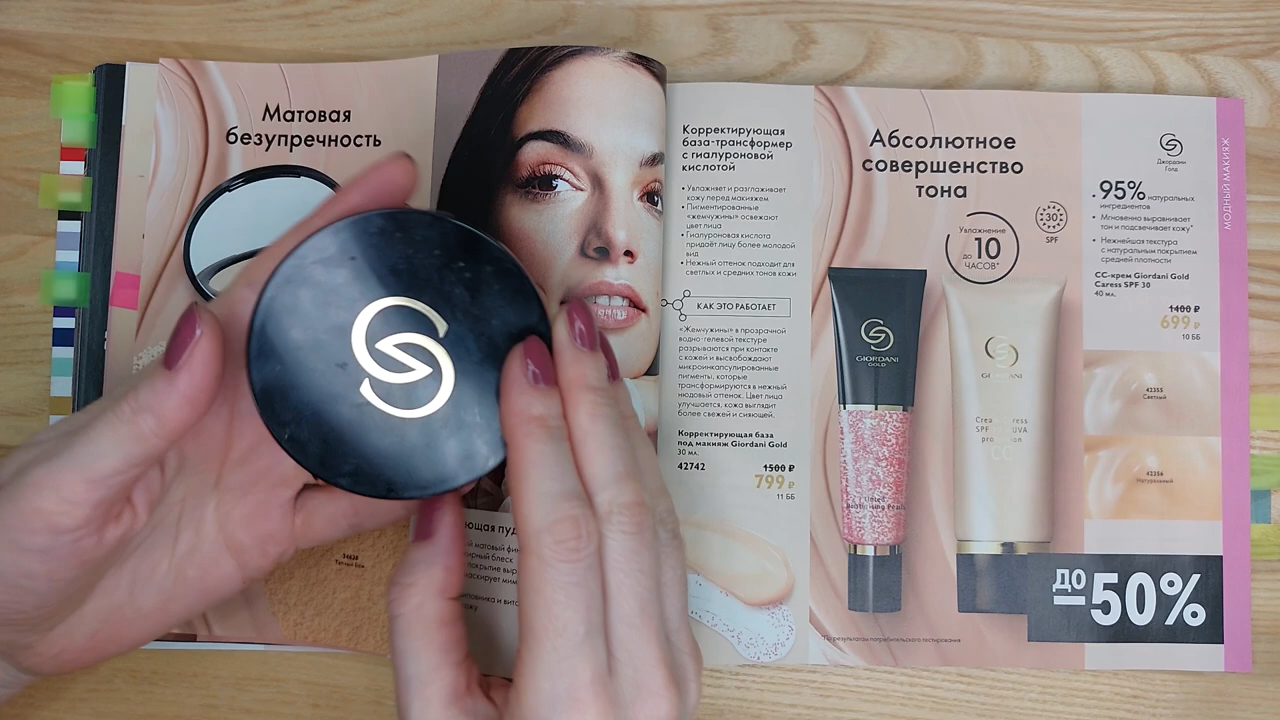 Матовая
безупречность
34836
Корректирующая
база-трансформер
с гиалуроновой
кислотой
• Увлажняет и разглаживает
кожу перед макияжем
• Пигментированные
"жемчужины" освежают
цвет лица
• Гиалуроновая кислота
придаёт лицу более молодой
вид
• Нежный оттенок подходит для
светлых и средних тонов кожи
КАК ЭТО РАБОТАЕТ
«Жемчужины» в прозрачной
водно-гелевой текстуре
разрываются при контакте
с кожей и высвобождают
микроинкапсулированные
пигменты, которые
трансформируются в нежный
нюдовый оттенок. Цвет лица
улучшается, кожа выглядит
более свежей и сияющей.
Корректирующая база
под макияж Giordani Gold
30 мл.
42742
1500 ₽
799 ₽
11 ББ
Абсолютное
совершенство
тона
Увлажнение
до 10
ЧАСОВ*
30
SPF
GIORDANI
GOLD
*По результатам потребительского тестирования
Джордани
Голд
• 95% натуральных
ингредиентов
• Мгновенно выравнивает
тон и подсвечивает кожу*
• Нежнейшая текстура
с натуральным покрытием
средней плотности
СС-крем Giordani Gold
Caress SPF 30
40 мл.
1400 ₽
699 ₽
10 ББ
42355
Светлый
42356
Натуральный
до
50%
МОДНЫЙ МАКИЯЖ